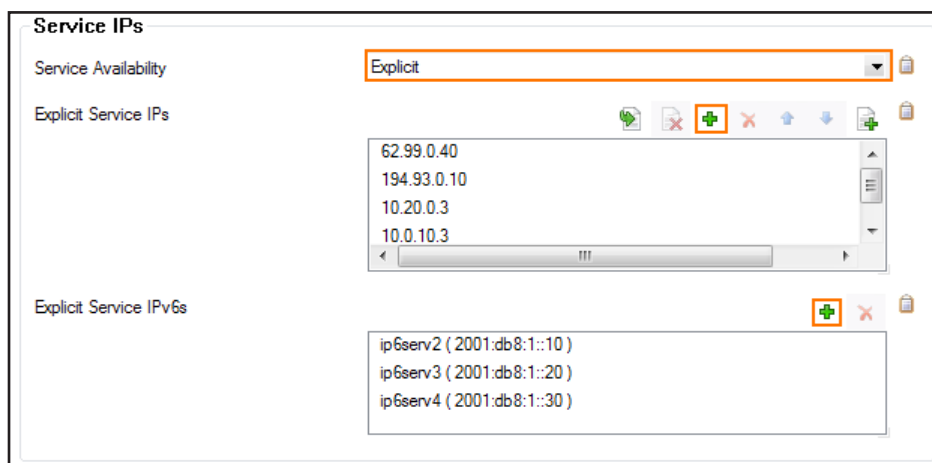 Service IPs
Service Availability Explicit
Explicit Service IPs
62.99.0.40
194.93.0.10
10.20.0.3
10.0.10.3
Explicit Service IPv6s
ip6serv2 ( 2001:db8:1::10 )
ip6serv3 ( 2001:db8:1::20 )
ip6serv4 ( 2001:db8:1::30 )